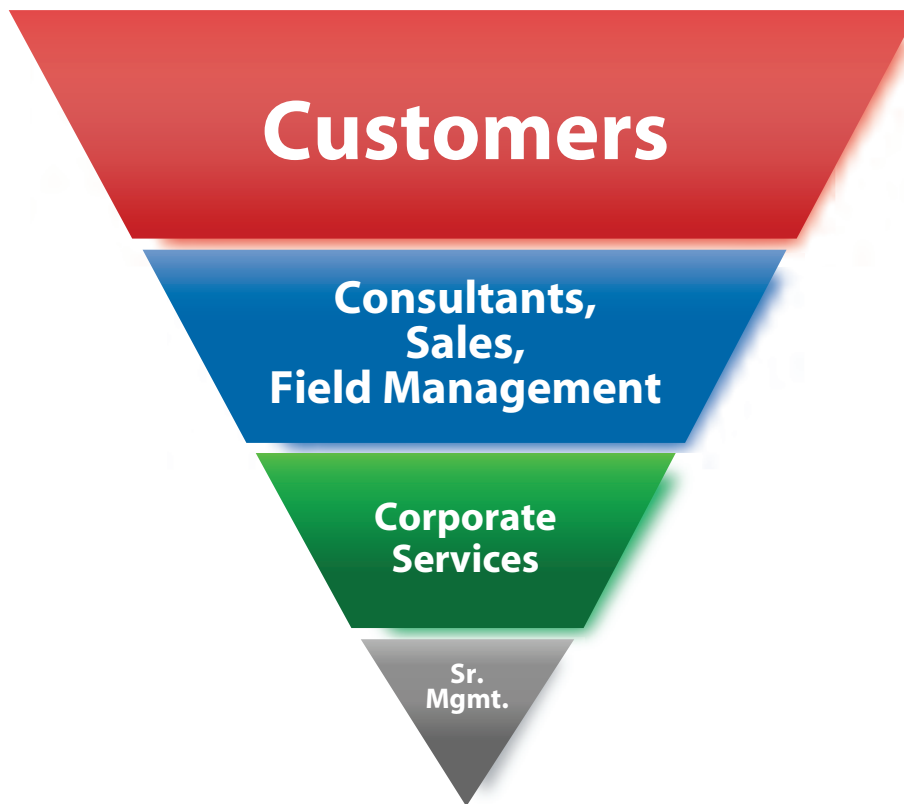 Customers
Consultants,
Sales,
Field Management
Corporate
Services
Sr.
Mgmt.